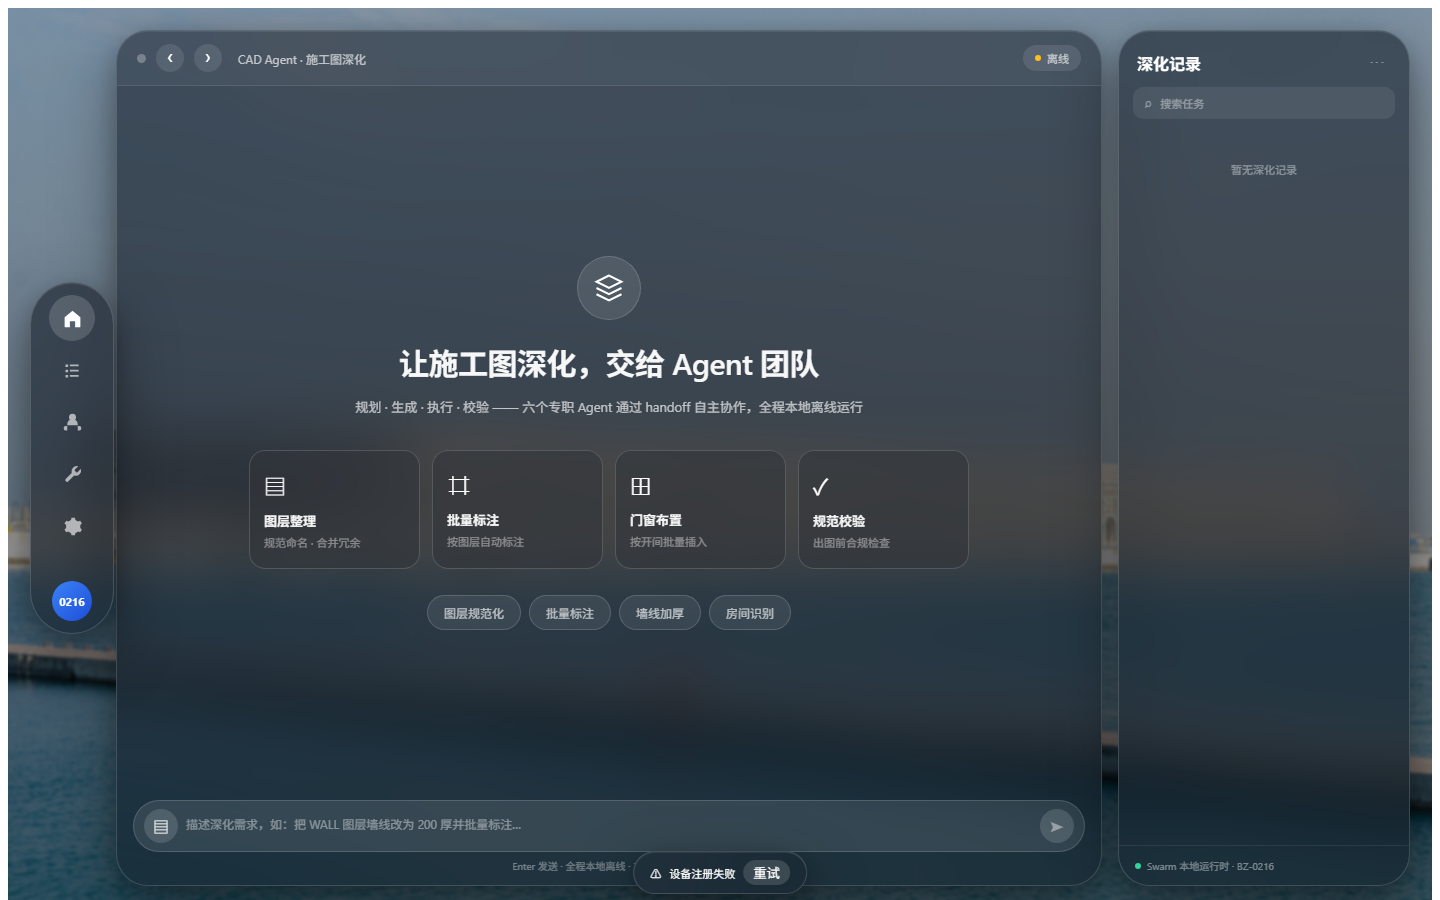 CAD Agent · 施工图深化
离线
让施工图深化，交给 Agent 团队
规划 · 生成 · 执行 · 校验 —— 六个专职 Agent 通过 handoff 自主协作，全程本地离线运行
图层整理
规范命名 · 合并冗余
批量标注
按图层自动标注
门窗布置
按开间批量插入
规范校验
出图前合规检查
图层规范化
批量标注
墙线加厚
房间识别
描述深化需求，如：把 WALL 图层墙线改为 200 厚并批量标注...
Enter 发送 · 全程本地离线 ·
设备注册失败
重试
0216
深化记录
搜索任务
暂无深化记录
Swarm 本地运行时 · BZ-0216